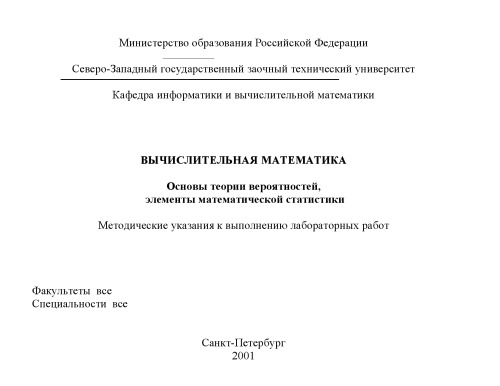 Министерство образования Российской Федерации
Северо-Западный государственный заочный технический университет
Кафедра информатики и вычислительной математики
ВЫЧИСЛИТЕЛЬНАЯ МАТЕМАТИКА
Основы теории вероятностей,
элементы математической статистики
Методические указания к выполнению лабораторных работ
Факультеты все
Специальности все
Санкт-Петербург
2001